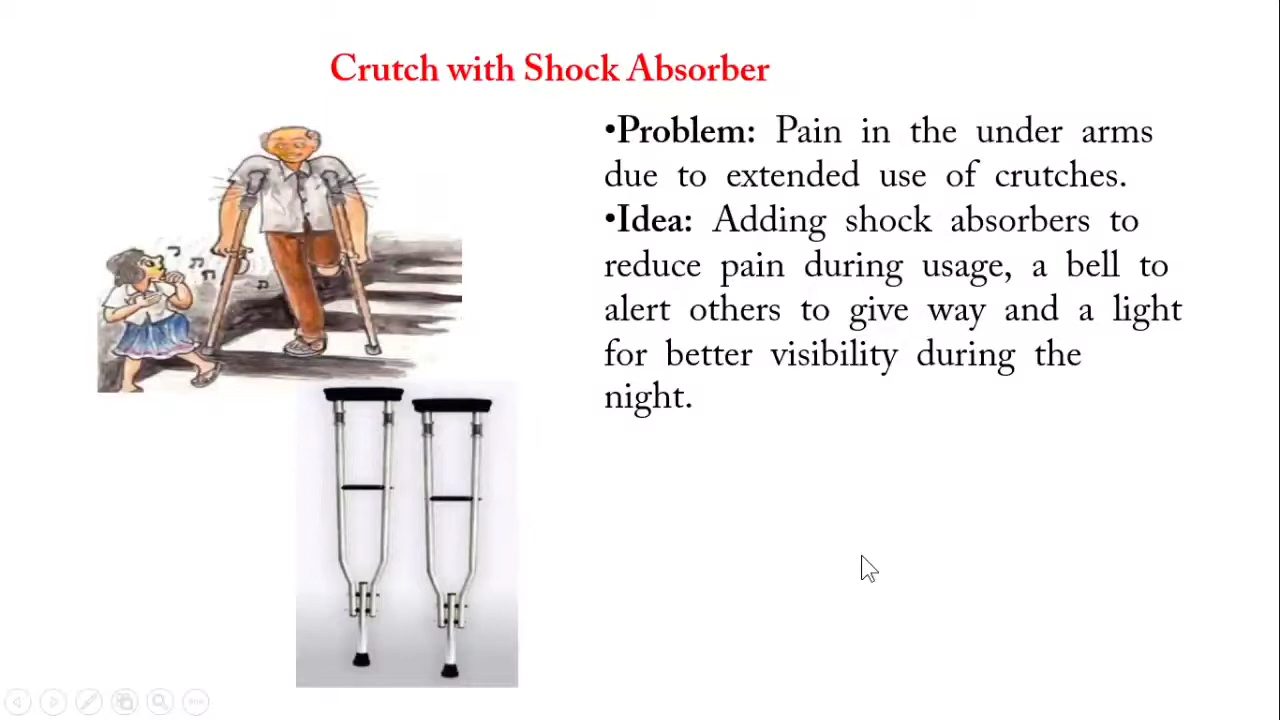 Crutch with Shock Absorber
•Problem: Pain in the under arms
due to extended use of crutches.
•Idea: Adding shock absorbers to
reduce pain during usage, a bell to
alert others to give way and a light
for better visibility during the
night.